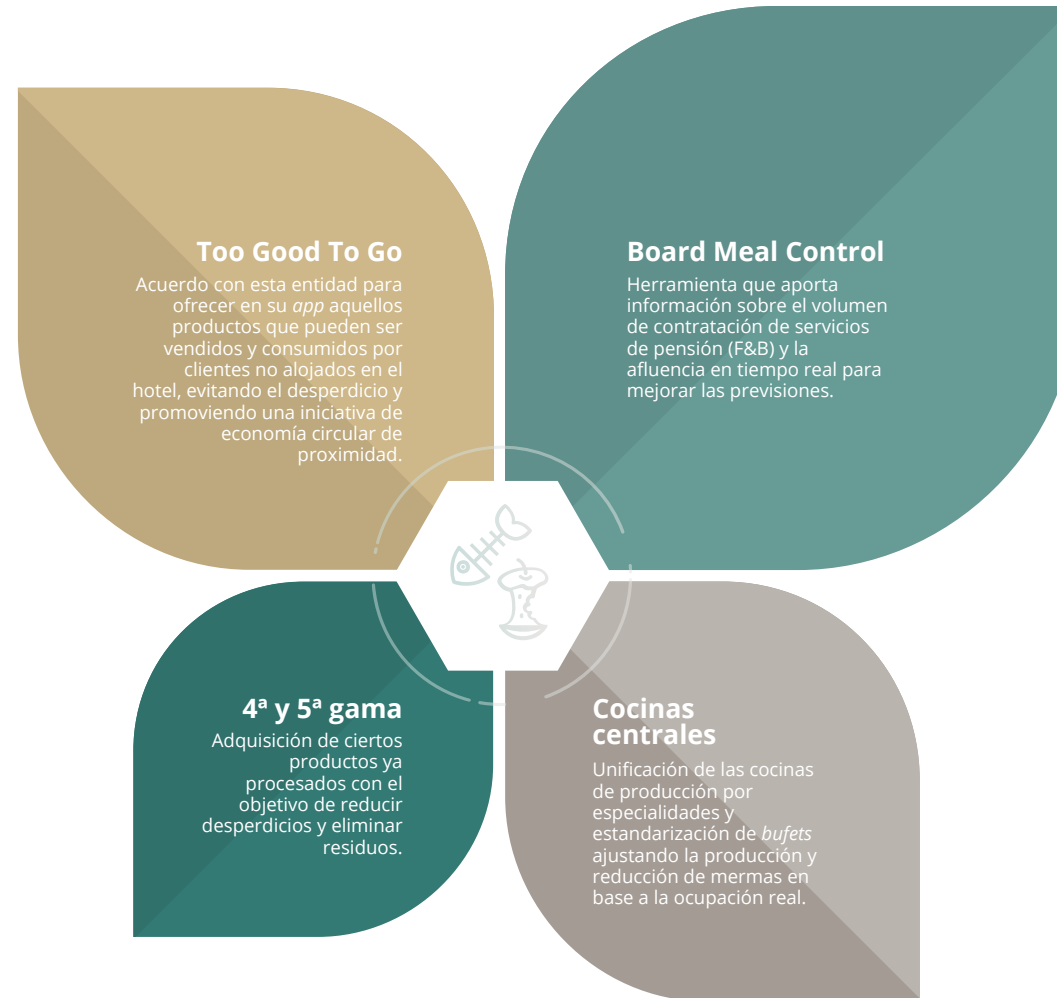 Too Good To Go
Acuerdo con esta entidad para
ofrecer en su app aquellos
productos que pueden ser
vendidos y consumidos por
clientes no alojados en el
hotel, evitando el desperdicio y
promoviendo una iniciativa de
economía circular de
proximidad.
Board Meal Control
Herramienta que aporta
información sobre el volumen
de contratación de servicios
de pensión (F&B) y la
afluencia en tiempo real para
mejorar las previsiones.
4ª y 5ª gama
Adquisición de ciertos
productos ya
procesados con el
objetivo de reducir
desperdicios y eliminar
residuos.
Cocinas
centrales
Unificación de las cocinas
de producción por
especialidades y
estandarización de bufets
ajustando la producción y
reducción de mermas en
base a la ocupación real.